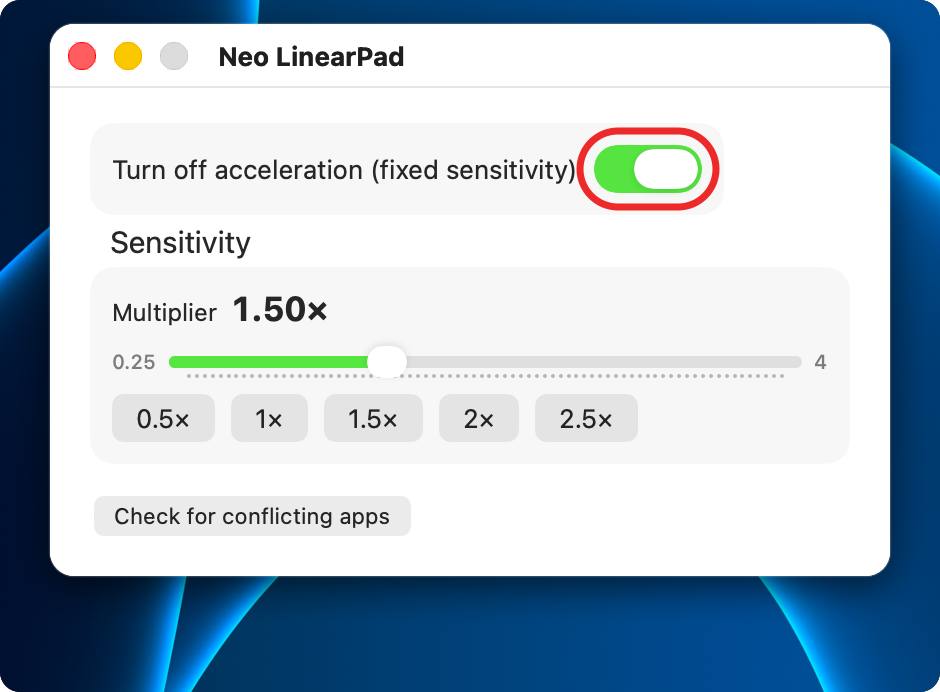 Neo LinearPad
Turn off acceleration (fixed sensitivity)
Sensitivity
Multiplier 1.50×
0.25 4
0.5× 1× 1.5× 2× 2.5×
Check for conflicting apps